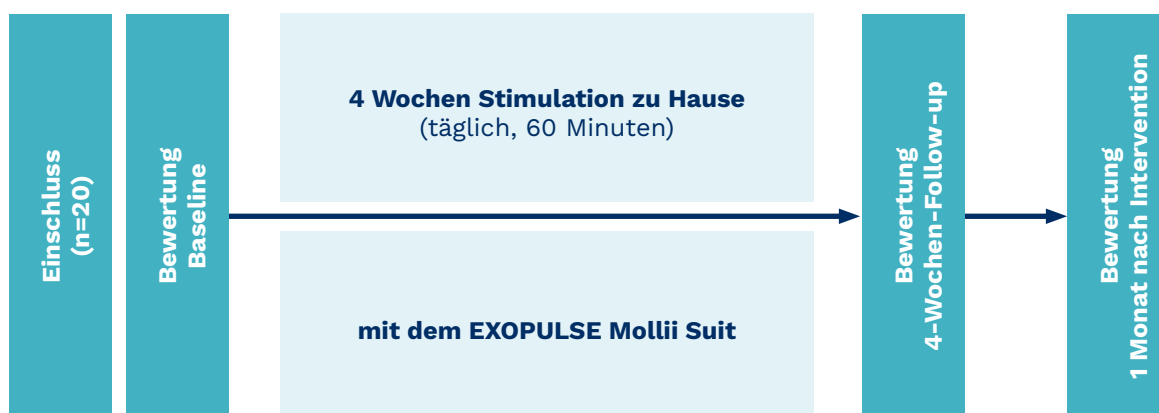 Einschluss
(n=20)
Bewertung
Baseline
4 Wochen Stimulation zu Hause
(täglich, 60 Minuten)
mit dem EXOPULSE Mollii Suit
Bewertung
4-Wochen-Follow-up
Bewertung
1 Monat nach Intervention